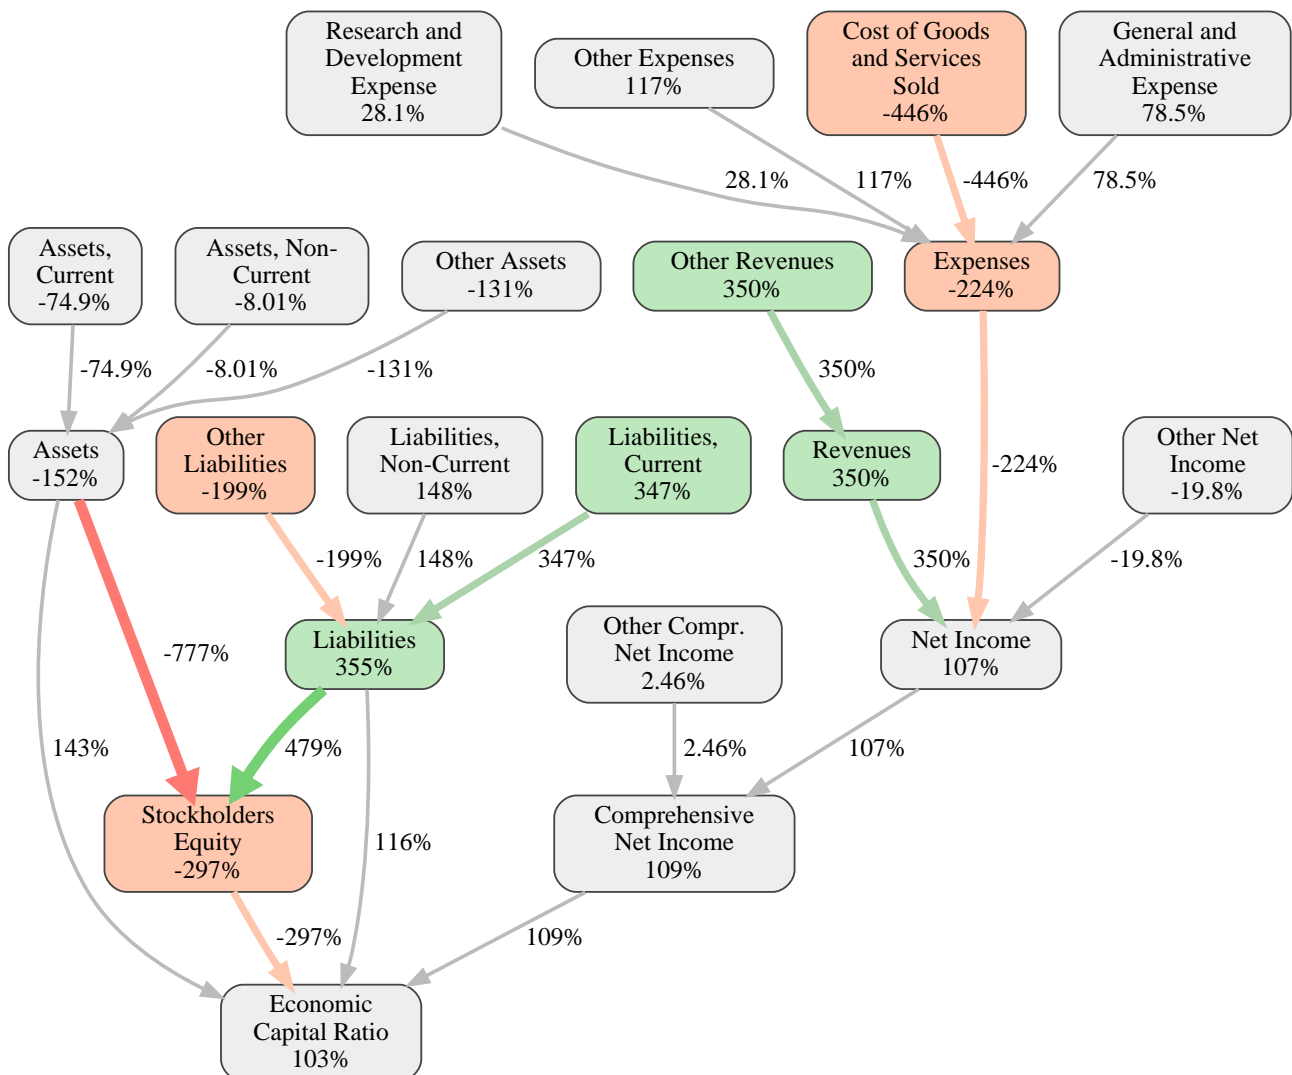 Research and
Development
Expense
28.1%
Other Expenses
117%
Cost of Goods
and Services
Sold
-446%
General and
Administrative
Expense
78.5%
28.1%
117%
-446%
78.5%
Assets,
Current
-74.9%
Assets, Non-
Current
-8.01%
Other Assets
-131%
Other Revenues
350%
Expenses
-224%
-74.9%
-8.01%
-131%
350%
Assets
-152%
Other
Liabilities
-199%
Liabilities,
Non-Current
148%
Liabilities,
Current
347%
Revenues
350%
-224%
Other Net
Income
-19.8%
-199%
148%
347%
350%
-19.8%
-777%
Liabilities
355%
Other Compr.
Net Income
2.46%
Net Income
107%
143%
479%
2.46%
107%
Stockholders
Equity
-297%
116%
Comprehensive
Net Income
109%
-297%
109%
Economic
Capital Ratio
103%